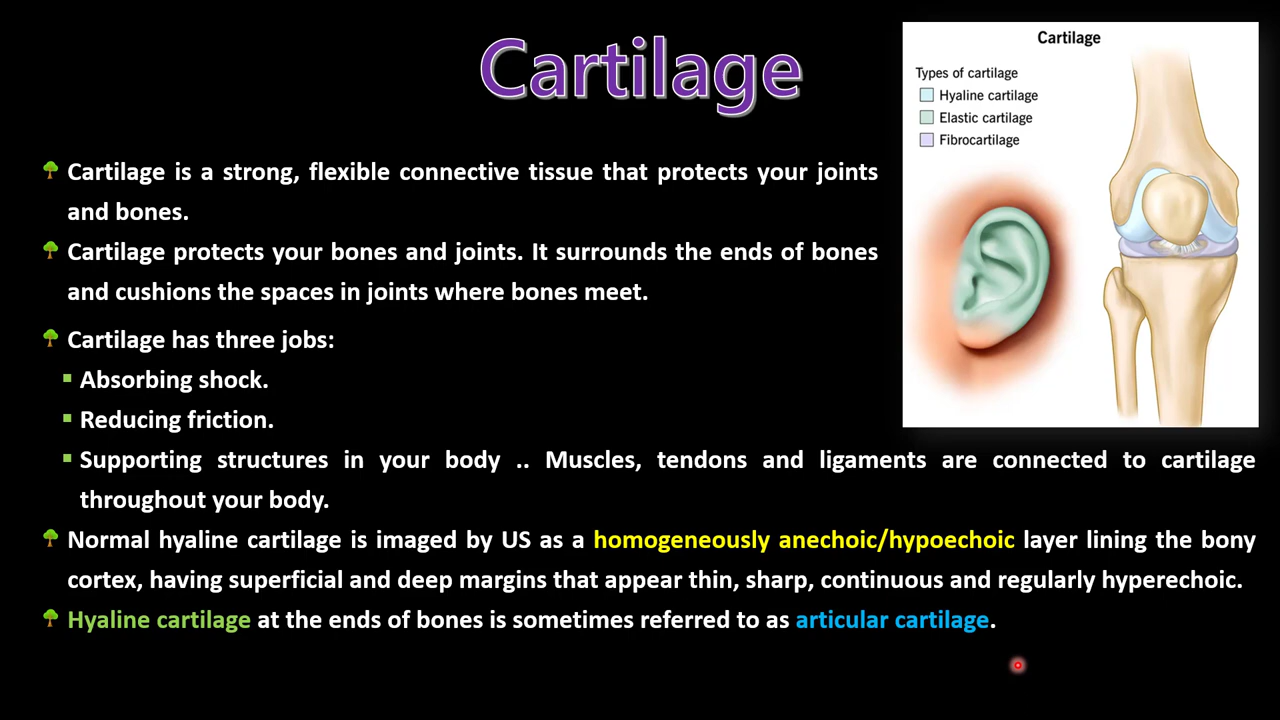 Cartilage
Cartilage is a strong, flexible connective tissue that protects your joints
and bones.
Cartilage protects your bones and joints. It surrounds the ends of bones
and cushions the spaces in joints where bones meet.
Cartilage has three jobs:
Absorbing shock.
Reducing friction.
Supporting structures in your body .. Muscles, tendons and ligaments are connected to cartilage
throughout your body.
Normal hyaline cartilage is imaged by US as a homogeneously anechoic/hypoechoic layer lining the bony
cortex, having superficial and deep margins that appear thin, sharp, continuous and regularly hyperechoic.
Hyaline cartilage at the ends of bones is sometimes referred to as articular cartilage.
Cartilage
Types of cartilage
Hyaline cartilage
Elastic cartilage
Fibrocartilage